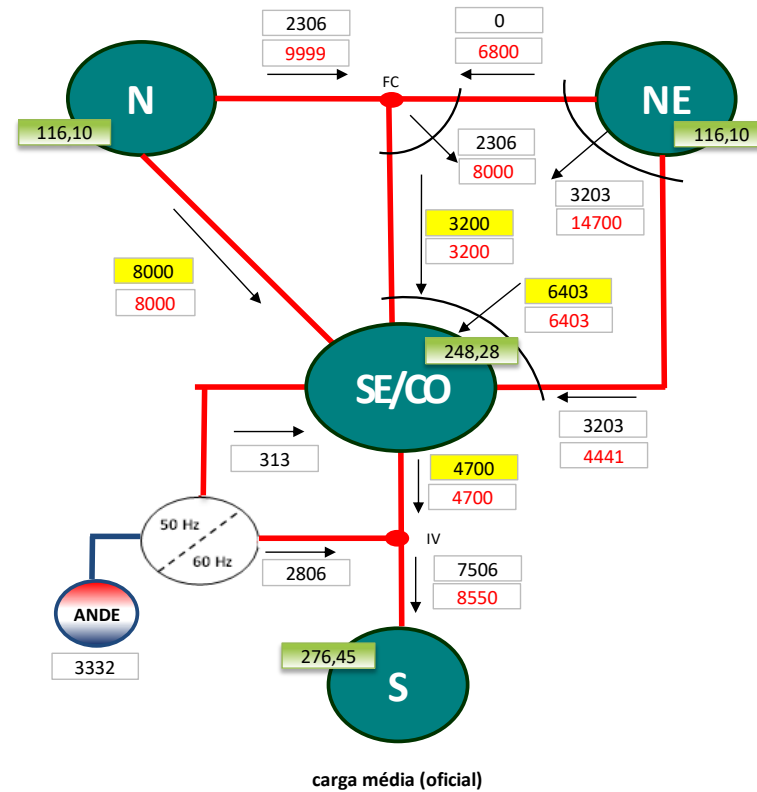 2306
9999
0
6800
FC
N
NE
116,10
116,10
2306
8000
3203
14700
3200
3200
8000
8000
6403
6403
248,28
SE/CO
3203
4441
313
4700
4700
50 Hz
60 Hz
IV
2806
7506
8550
ANDE
3332
276,45
S
carga média (oficial)